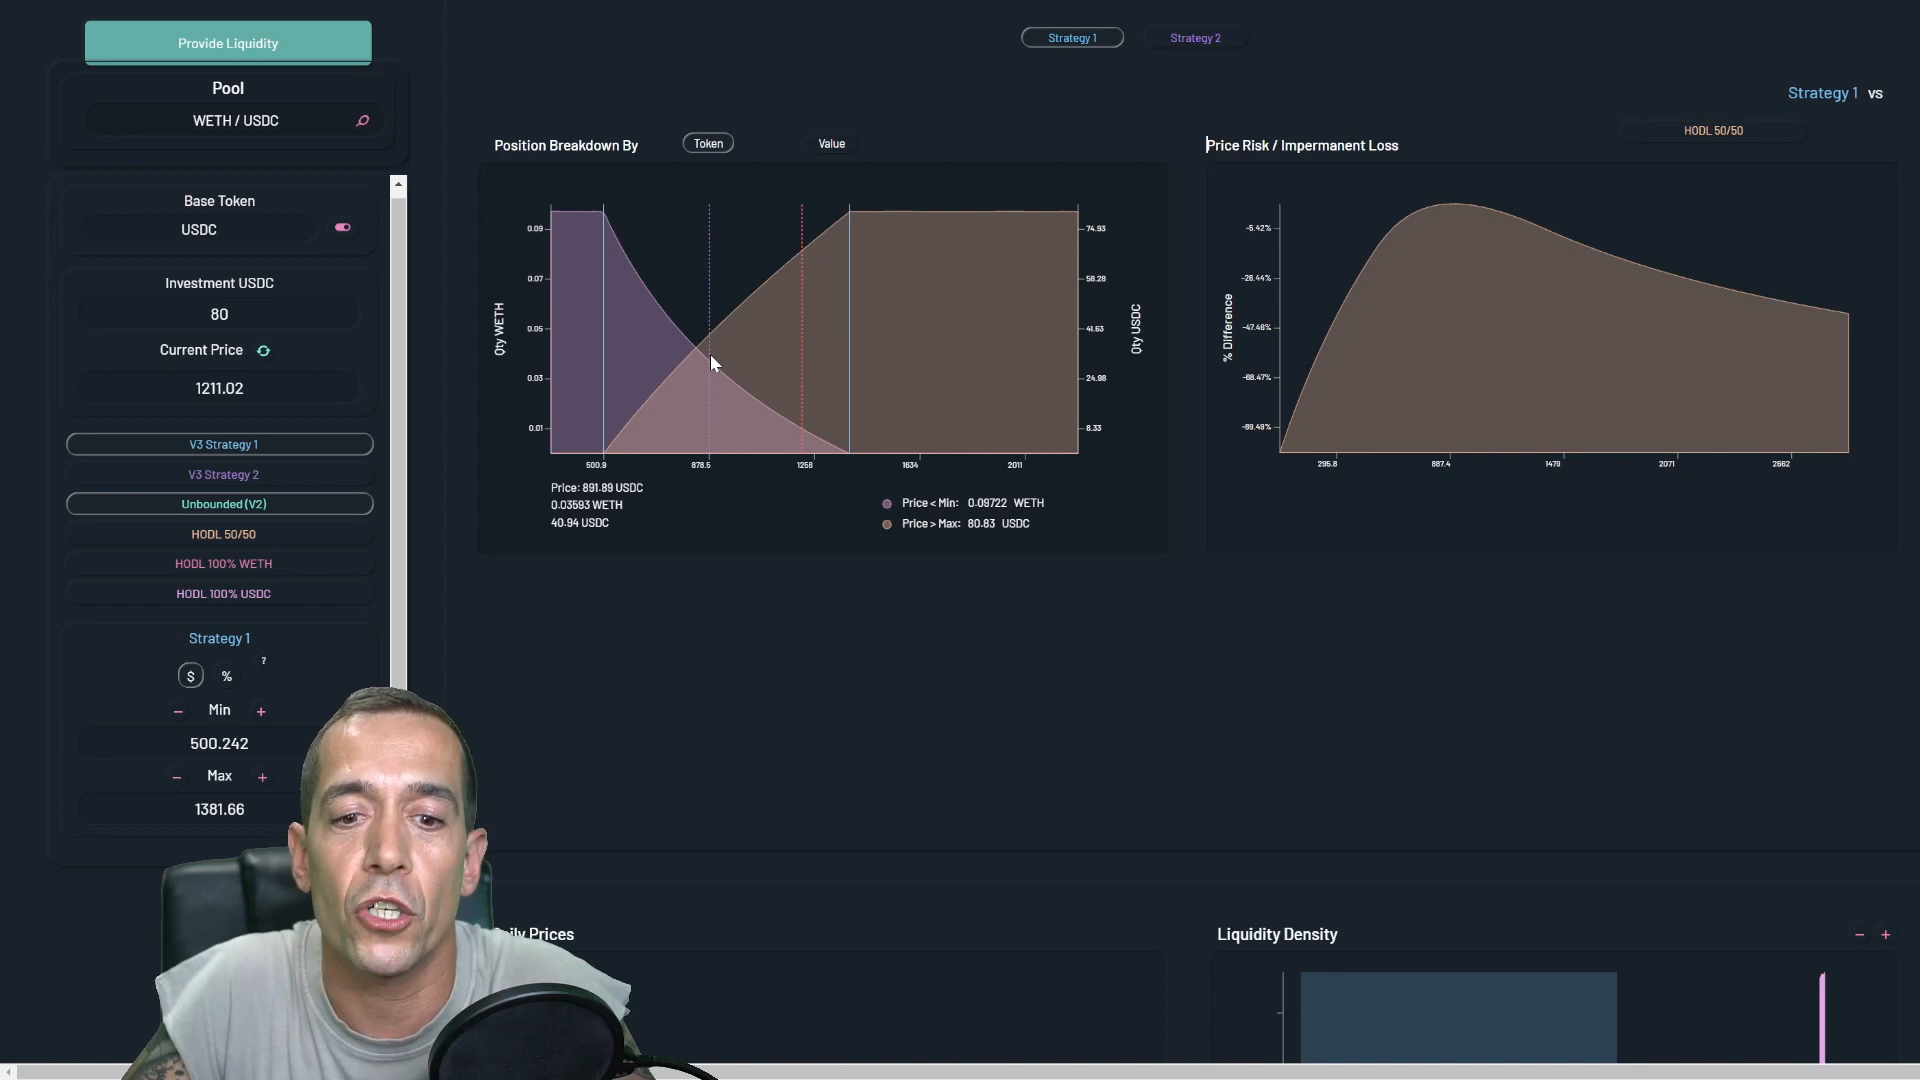 Provide Liquidity
Pool
WETH / USDC
Base Token
USDC
Investment USDC
80
Current Price
1211.02
V3 Strategy 1
V3 Strategy 2
Unbounded (V2)
HODL 50/50
HODL 100% WETH
HODL 100% USDC
Strategy 1
?
$ %
– Min +
500.242
– Max +
1381.66
Strategy 1 Strategy 2
Strategy 1 vs
HODL 50/50
Position Breakdown By Token Value
Qty WETH
0.09
0.07
0.05
0.03
0.01
74.93
58.28
41.63
24.98
8.33
Qty USDC
500.9 878.5 1256 1634 2011
Price: 891.89 USDC
0.03593 WETH
40.94 USDC
Price < Min: 0.09722 WETH
Price > Max: 80.83 USDC
Price Risk / Impermanent Loss
% Difference
-5.42%
-26.44%
-47.46%
-68.47%
-89.49%
295.8 887.4 1479 2071 2662
Prices
Liquidity Density – +